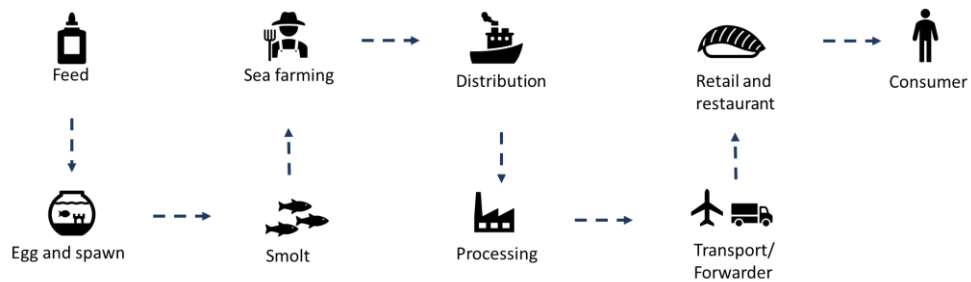 Feed
Sea farming
Distribution
Retail and
restaurant
Consumer
Egg and spawn
Smolt
Processing
Transport/
Forwarder